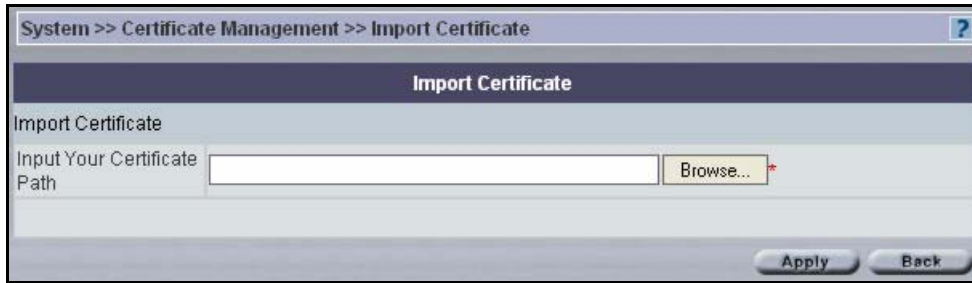 System >> Certificate Management >> Import Certificate
?
Import Certificate
Import Certificate
Input Your Certificate
Path
Browse... *
Apply Back